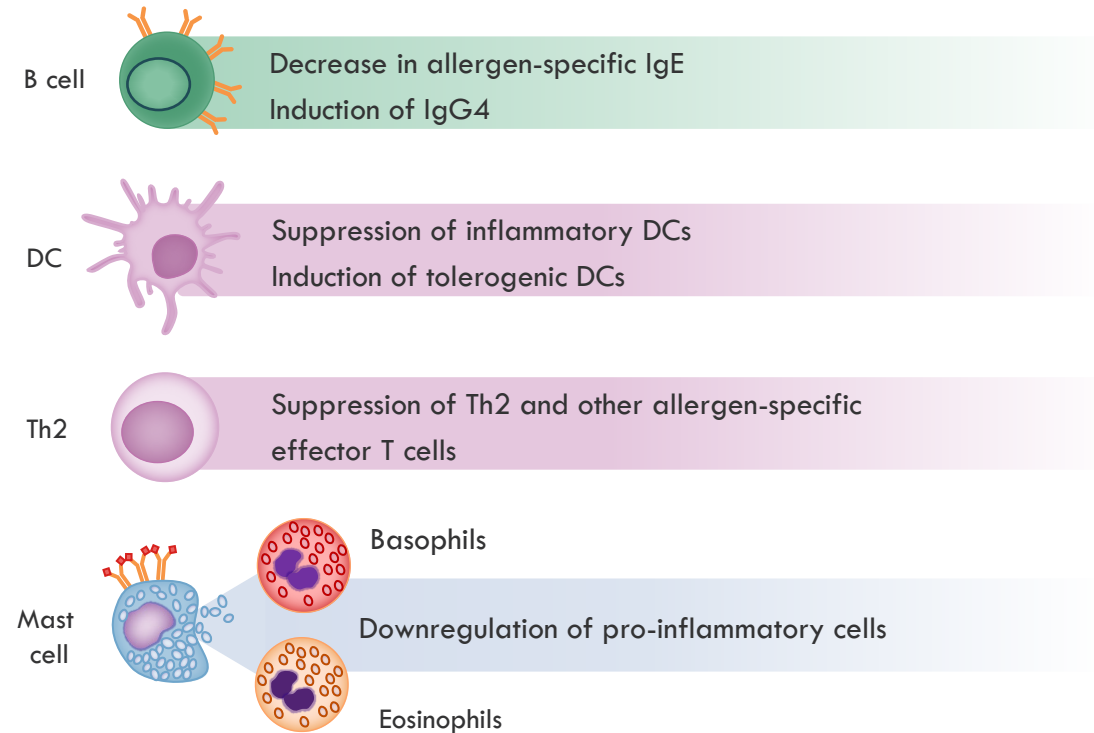 B cell
Decrease in allergen-specific IgE
Induction of IgG4
DC
Suppression of inflammatory DCs
Induction of tolerogenic DCs
Th2
Suppression of Th2 and other allergen-specific
effector T cells
Basophils
Mast
cell
Downregulation of pro-inflammatory cells
Eosinophils